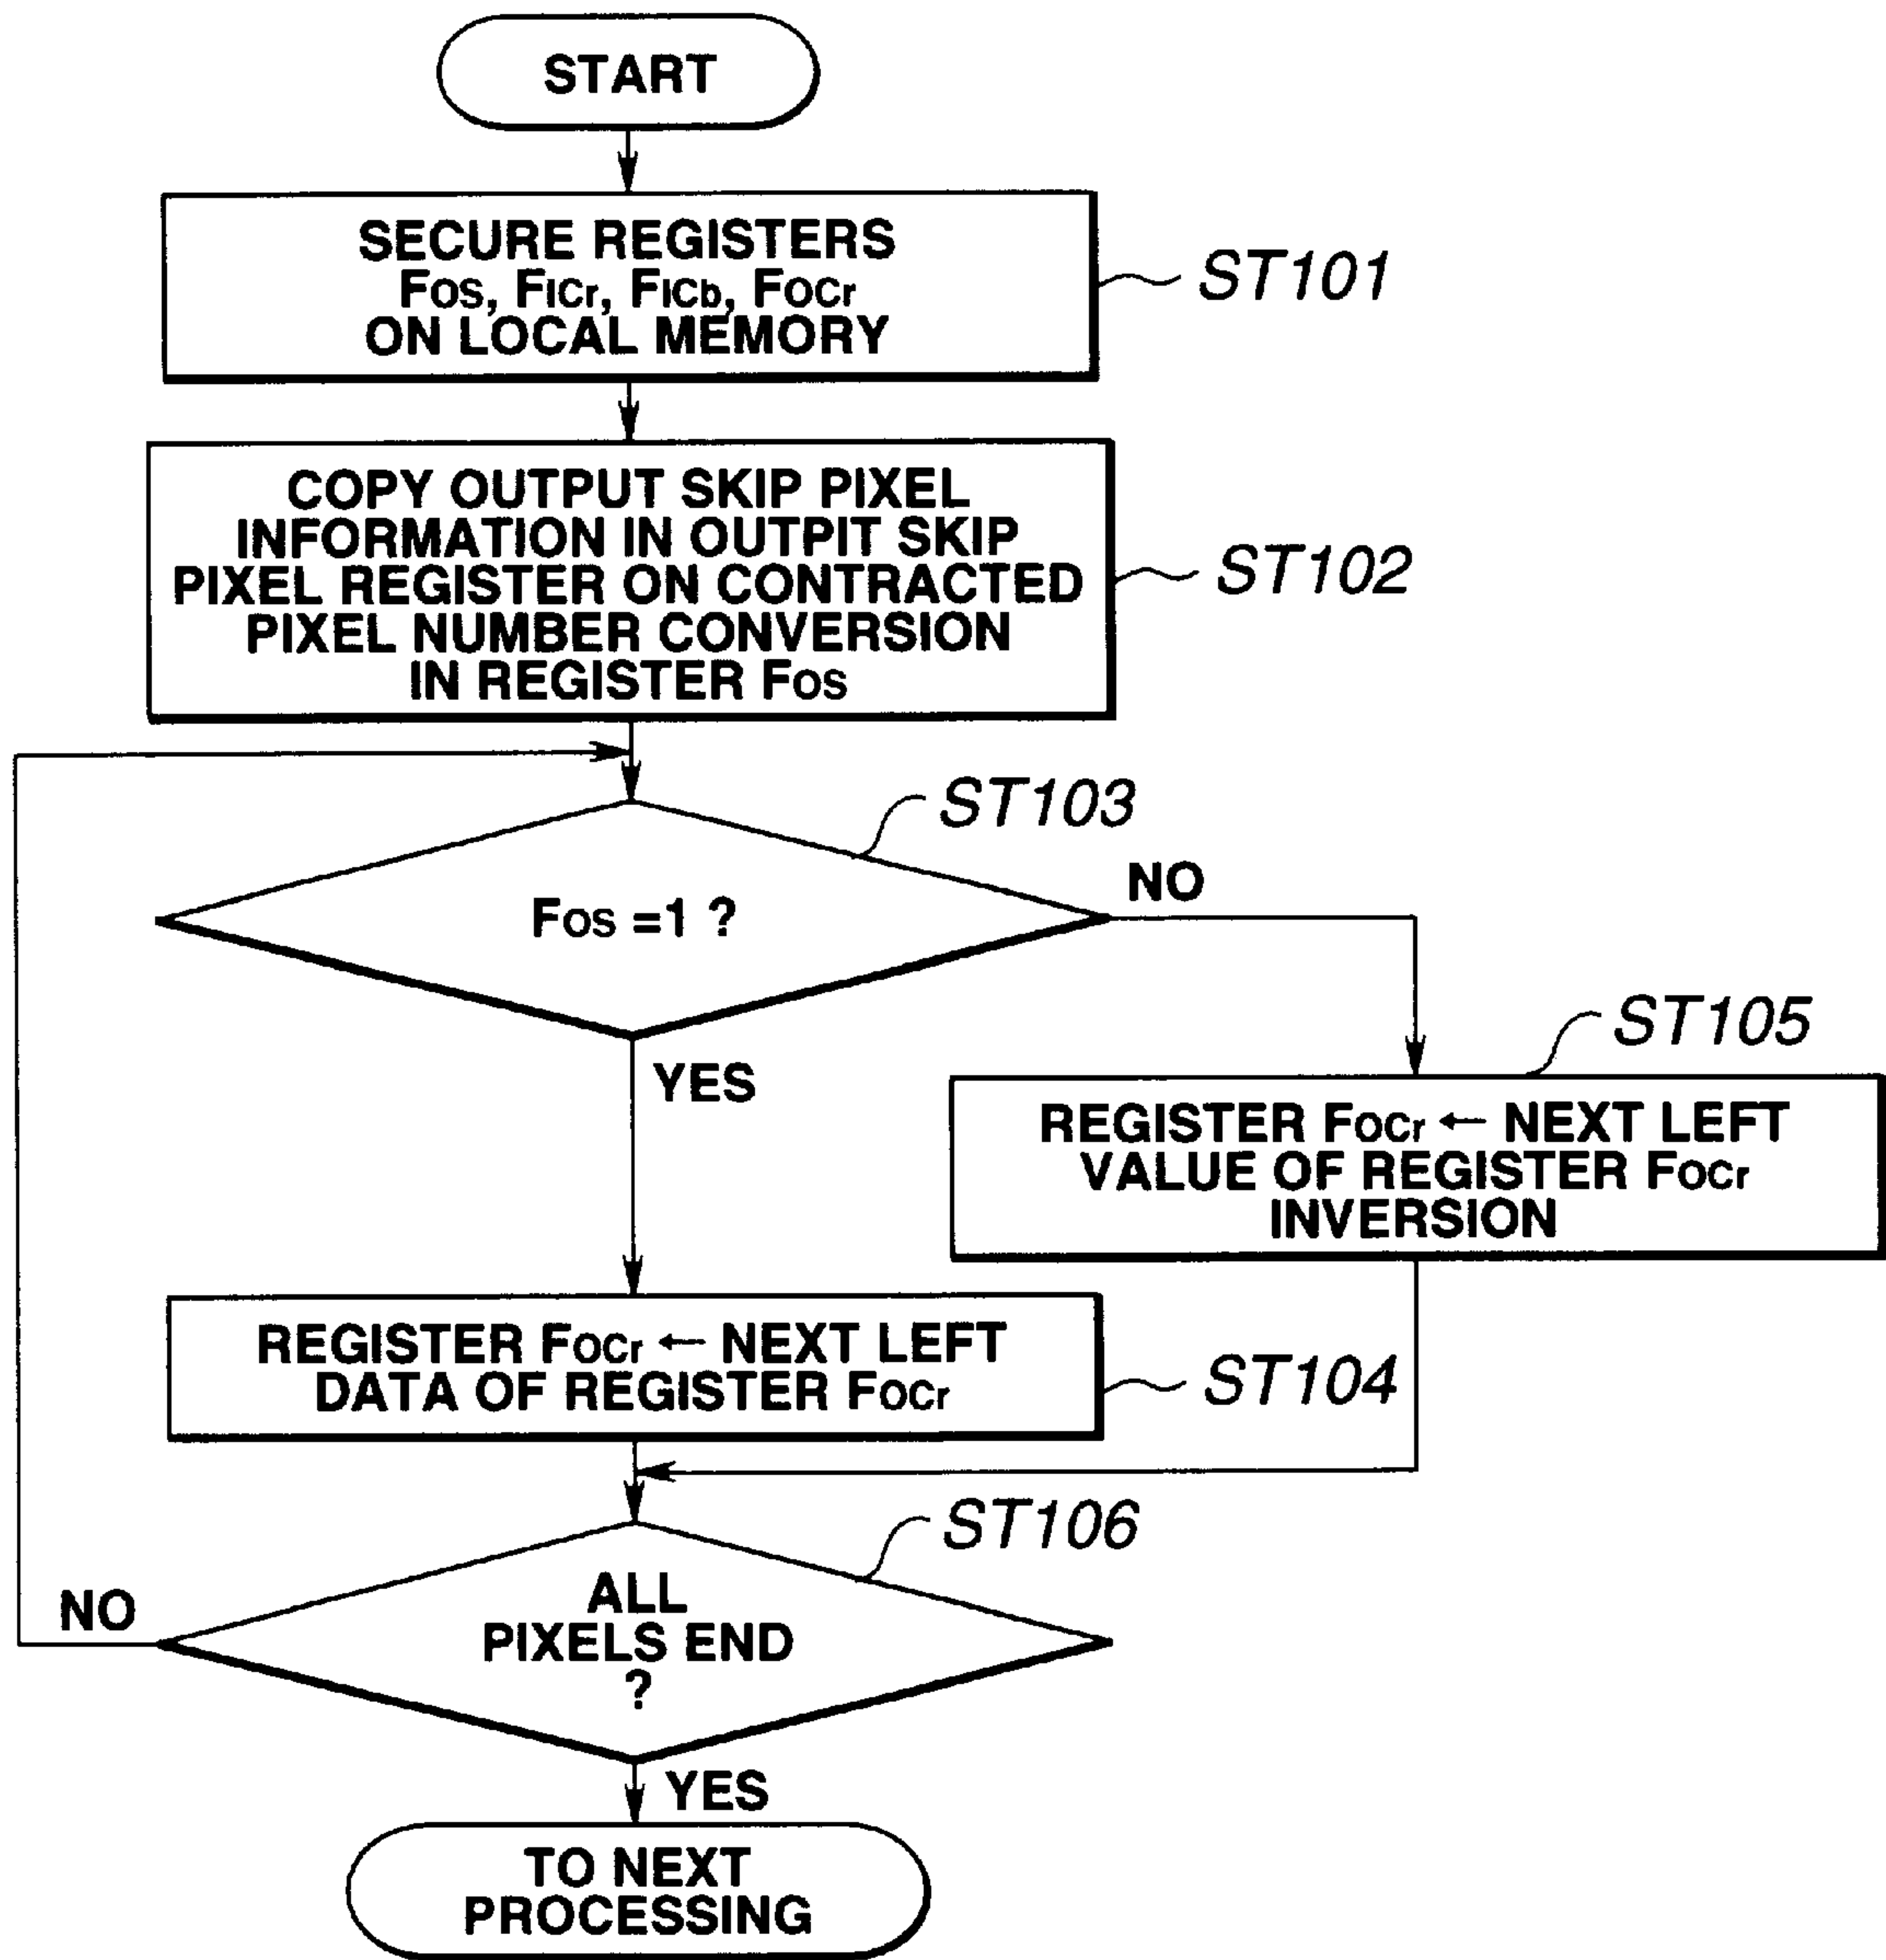 START
SECURE REGISTERS
Fos, FICr, FICb, FOCr
ON LOCAL MEMORY
ST101
COPY OUTPUT SKIP PIXEL
INFORMATION IN OUTPIT SKIP
PIXEL REGISTER ON CONTRACTED
PIXEL NUMBER CONVERSION
IN REGISTER Fos
ST102
ST103
Fos =1 ?
NO
YES
ST105
REGISTER FOCr ← NEXT LEFT
VALUE OF REGISTER FOCr
INVERSION
REGISTER FOCr ← NEXT LEFT
DATA OF REGISTER FOCr
ST104
ST106
ALL
PIXELS END
?
NO
YES
TO NEXT
PROCESSING